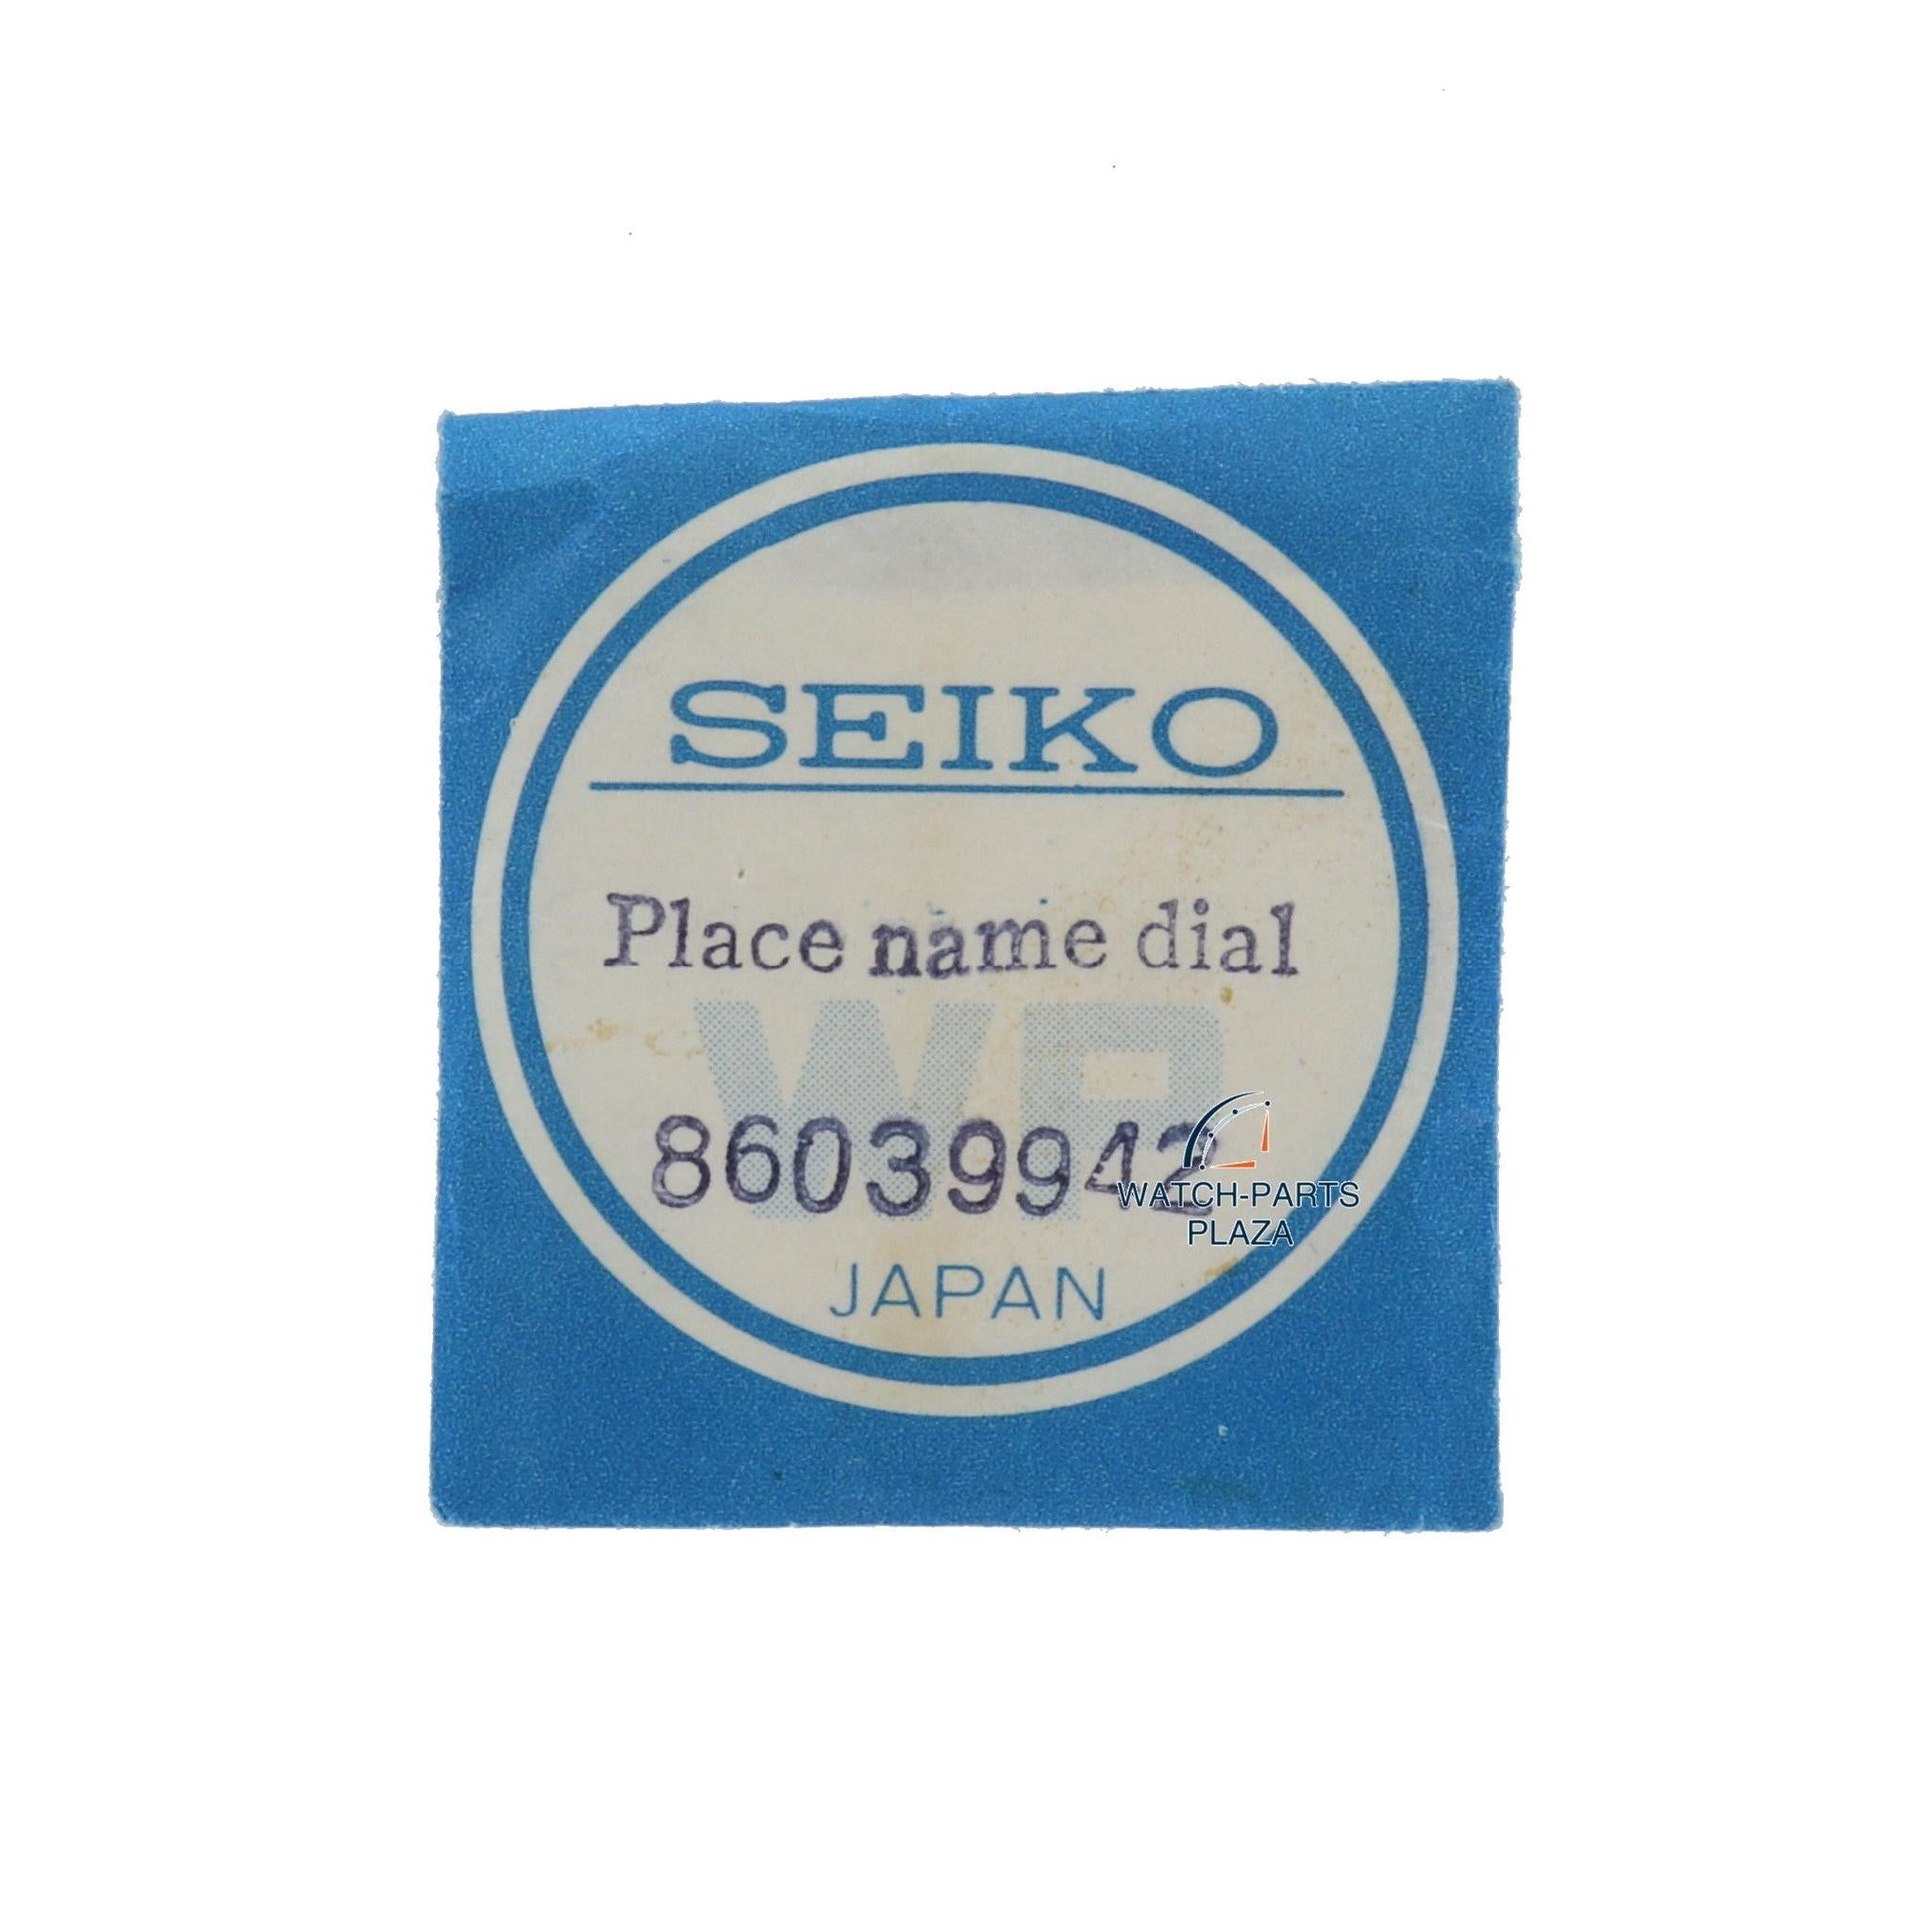 SEIKO
Place name dial
WP
86039942
WATCH-PARTS
PLAZA
JAPAN